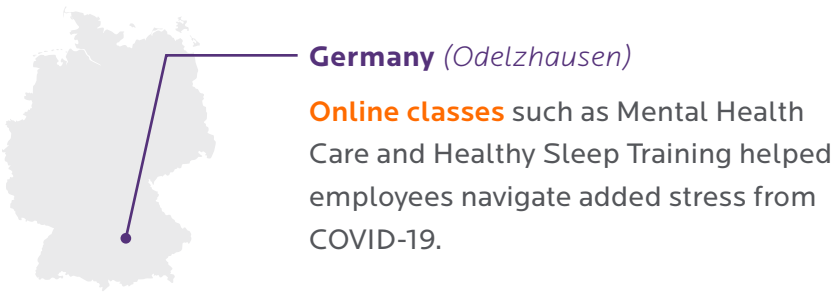 Germany (Odelzhausen)
Online classes such as Mental Health
Care and Healthy Sleep Training helped
employees navigate added stress from
COVID-19.